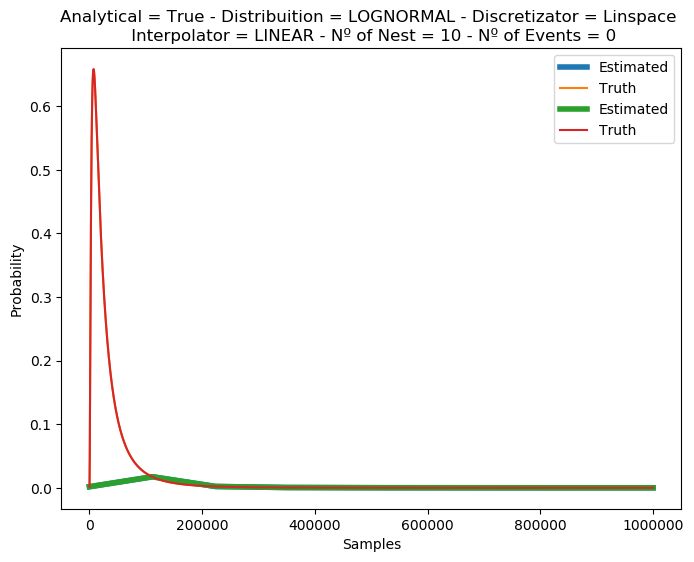 Analytical = True - Distribuition = LOGNORMAL - Discretizator = Linspace
Interpolator = LINEAR - Nº of Nest = 10 - Nº of Events = 0
Estimated
Truth
Estimated
Truth
0.6
0.5
0.4
0.3
0.2
0.1
0.0
Probability
0 200000 400000 600000 800000 1000000
Samples